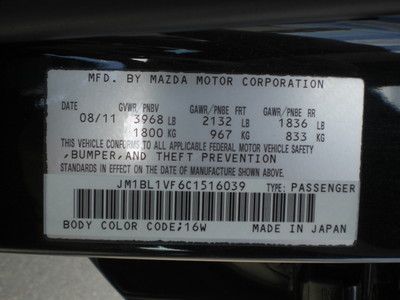 MFD. BY MAZDA MOTOR CORPORATION
DATE GVWR/PNBV GAWR/PNBE FRT GAWR/PNBE RR
08/11 3968 LB 2132 LB 1836 LB
1800 KG 967 KG 833 KG
THIS VEHICLE CONFORMS TO ALL APPLICABLE FEDERAL MOTOR VEHICLE SAFETY
,BUMPER,AND THEFT PREVENTION
STANDARDS IN EFFECT ON THE DATE OF MANUFACTURE SHOWN ABOVE.
JM1BL1VF6C1516039 TYPE: PASSENGER
BODY COLOR CODE;16W MADE IN JAPAN